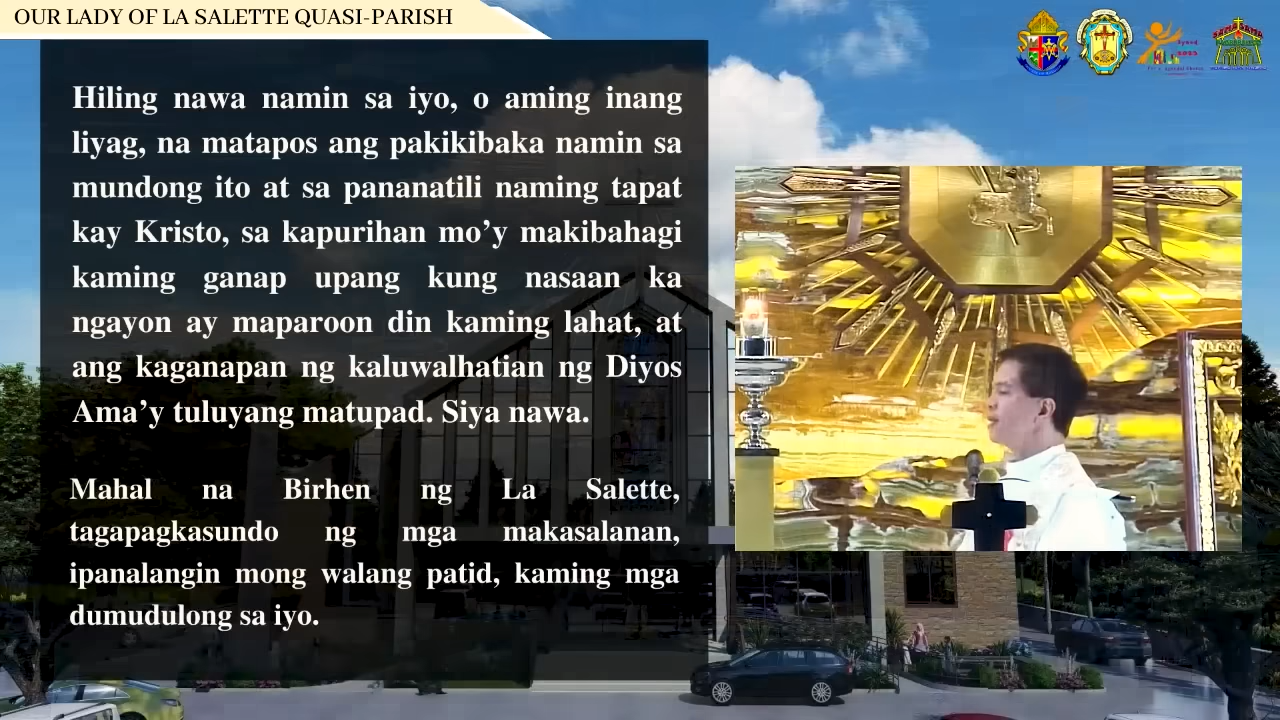 OUR LADY OF LA SALETTE QUASI-PARISH
Hiling nawa namin sa iyo, o aming inang
liyag, na matapos ang pakikibaka namin sa
mundong ito at sa pananatili naming tapat
kay Kristo, sa kapurihan mo’y makibahagi
kaming ganap upang kung nasaan ka
ngayon ay maparoon din kaming lahat, at
ang kaganapan ng kaluwalhatian ng Diyos
Ama’y tuluyang matupad. Siya nawa.
Mahal na Birhen ng La Salette,
tagapagkasundo ng mga makasalanan,
ipanalangin mong walang patid, kaming mga
dumudulong sa iyo.